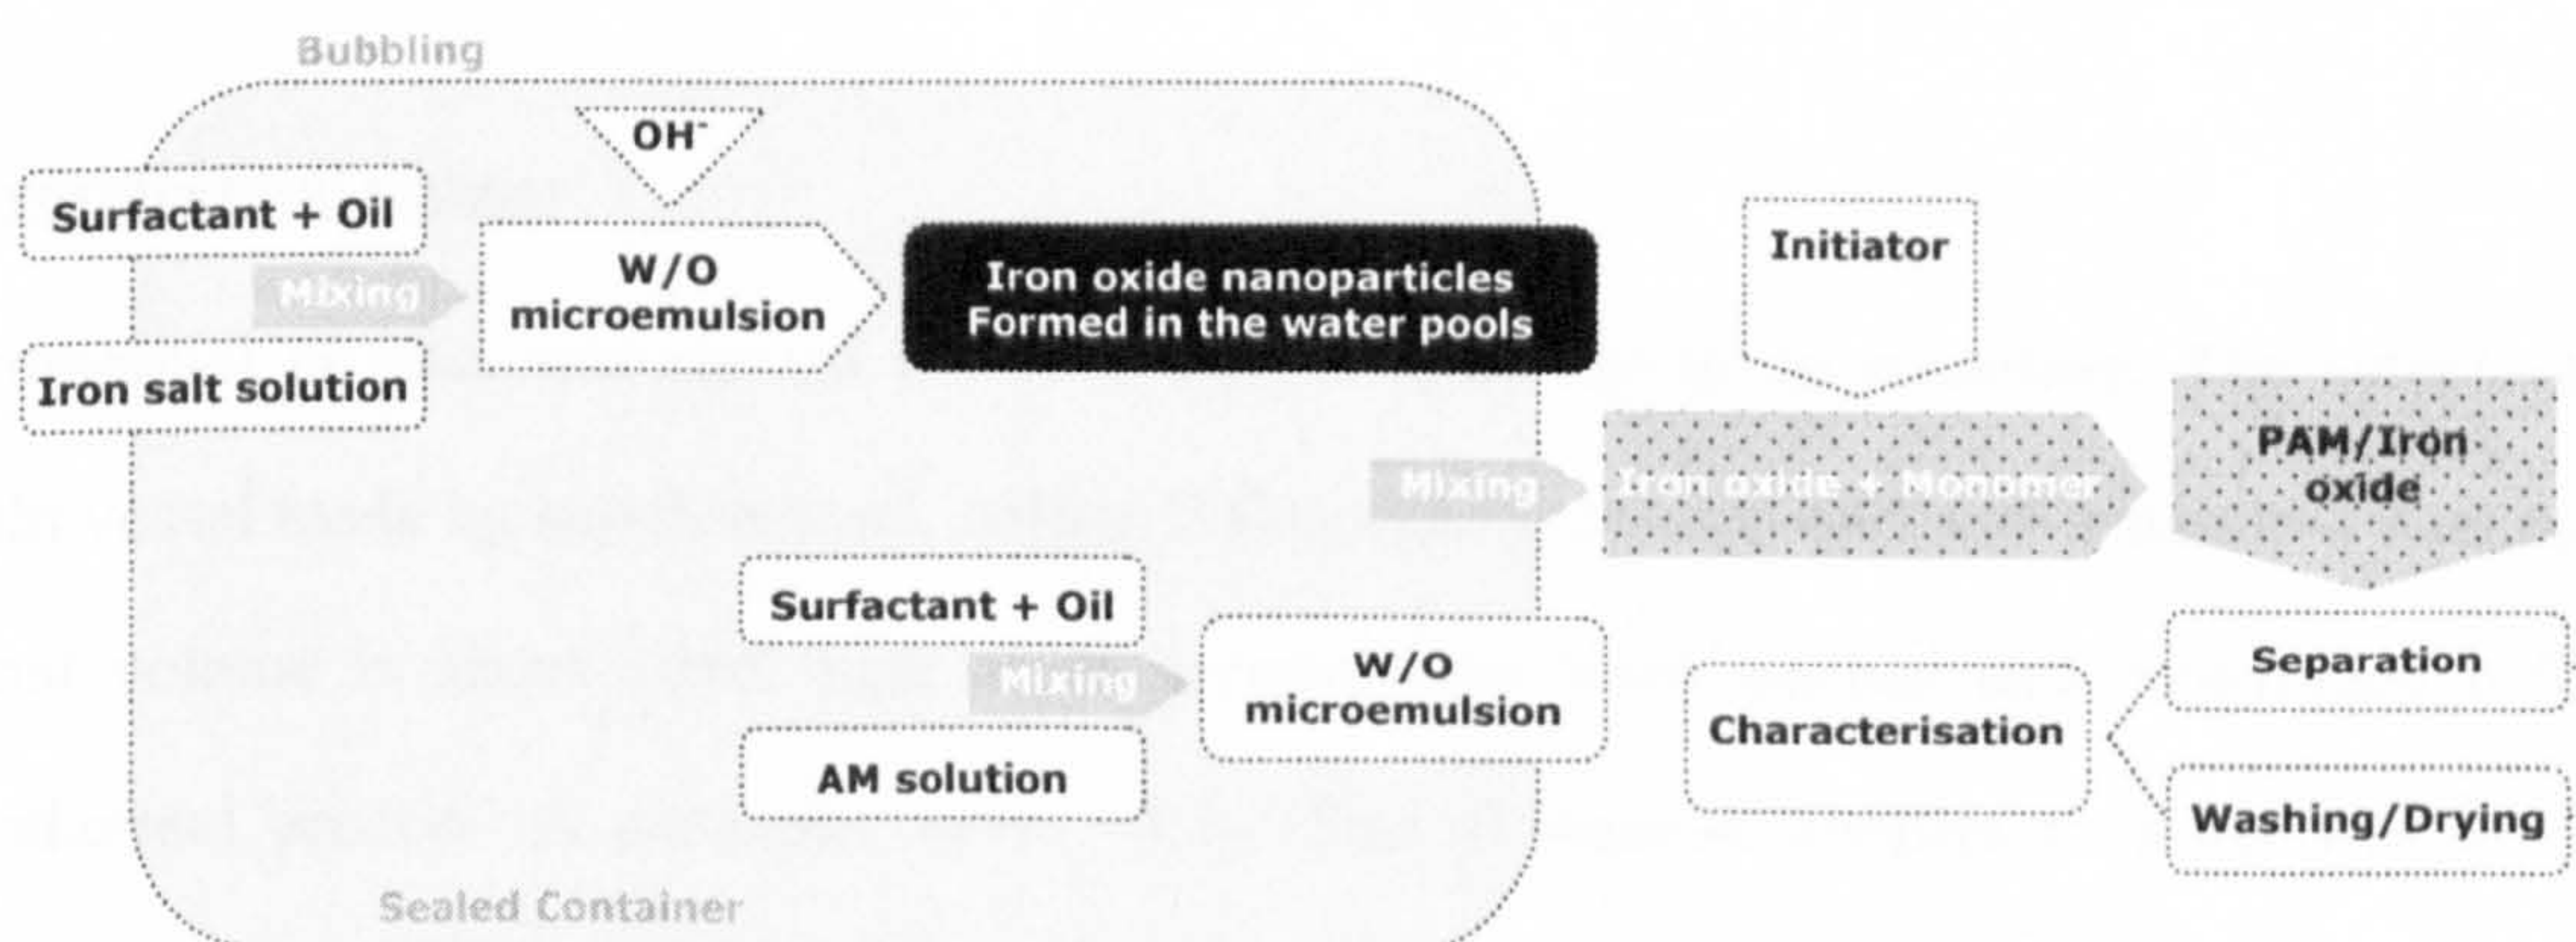 Bubbling
OH⁻
Surfactant + Oil
Mixing
Iron salt solution
W/O
microemulsion
Iron oxide nanoparticles
Formed in the water pools
Initiator
Mixing
Iron oxide + Monomer
PAM/Iron
oxide
Surfactant + Oil
Mixing
AM solution
W/O
microemulsion
Characterisation
Separation
Washing/Drying
Sealed Container